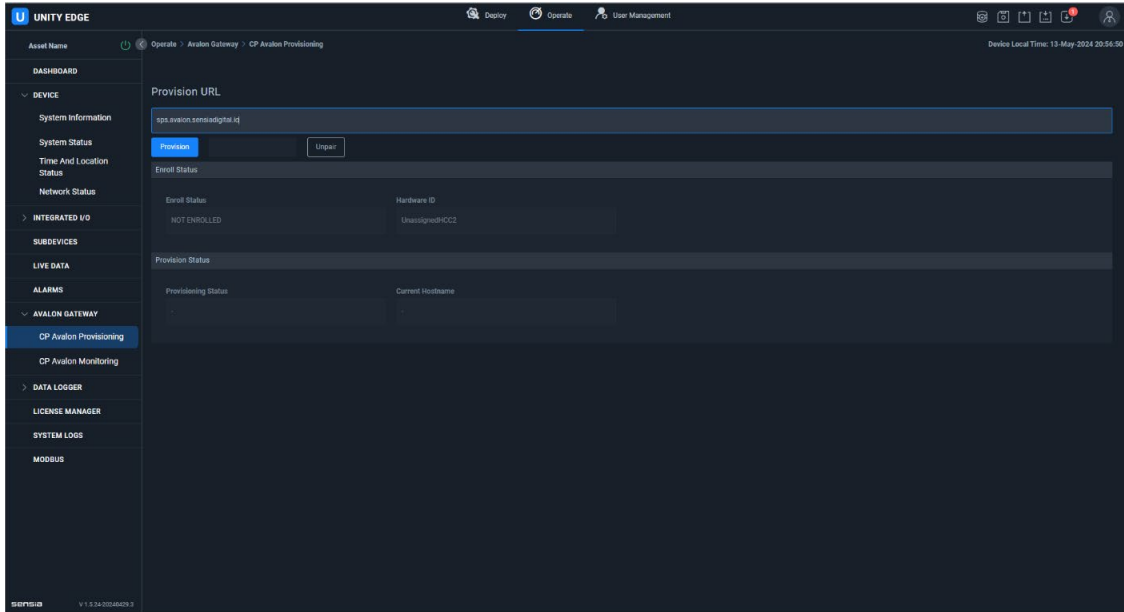 U UNITY EDGE
Deploy
Operate
User Management
1
Asset Name
Operate > Avalon Gateway > CP Avalon Provisioning
Device Local Time: 13-May-2024 20:56:50
DASHBOARD
DEVICE
System Information
System Status
Time And Location
Status
Network Status
INTEGRATED I/O
SUBDEVICES
LIVE DATA
ALARMS
AVALON GATEWAY
CP Avalon Provisioning
CP Avalon Monitoring
DATA LOGGER
LICENSE MANAGER
SYSTEM LOGS
MODBUS
sensia
Provision URL
sps.avalon.sensiadigital.io
Provision
Unpair
Enroll Status
Enroll Status
Hardware ID
NOT ENROLLED
UnassignedHCC2
Provision Status
Provisioning Status
Current Hostname
-
-